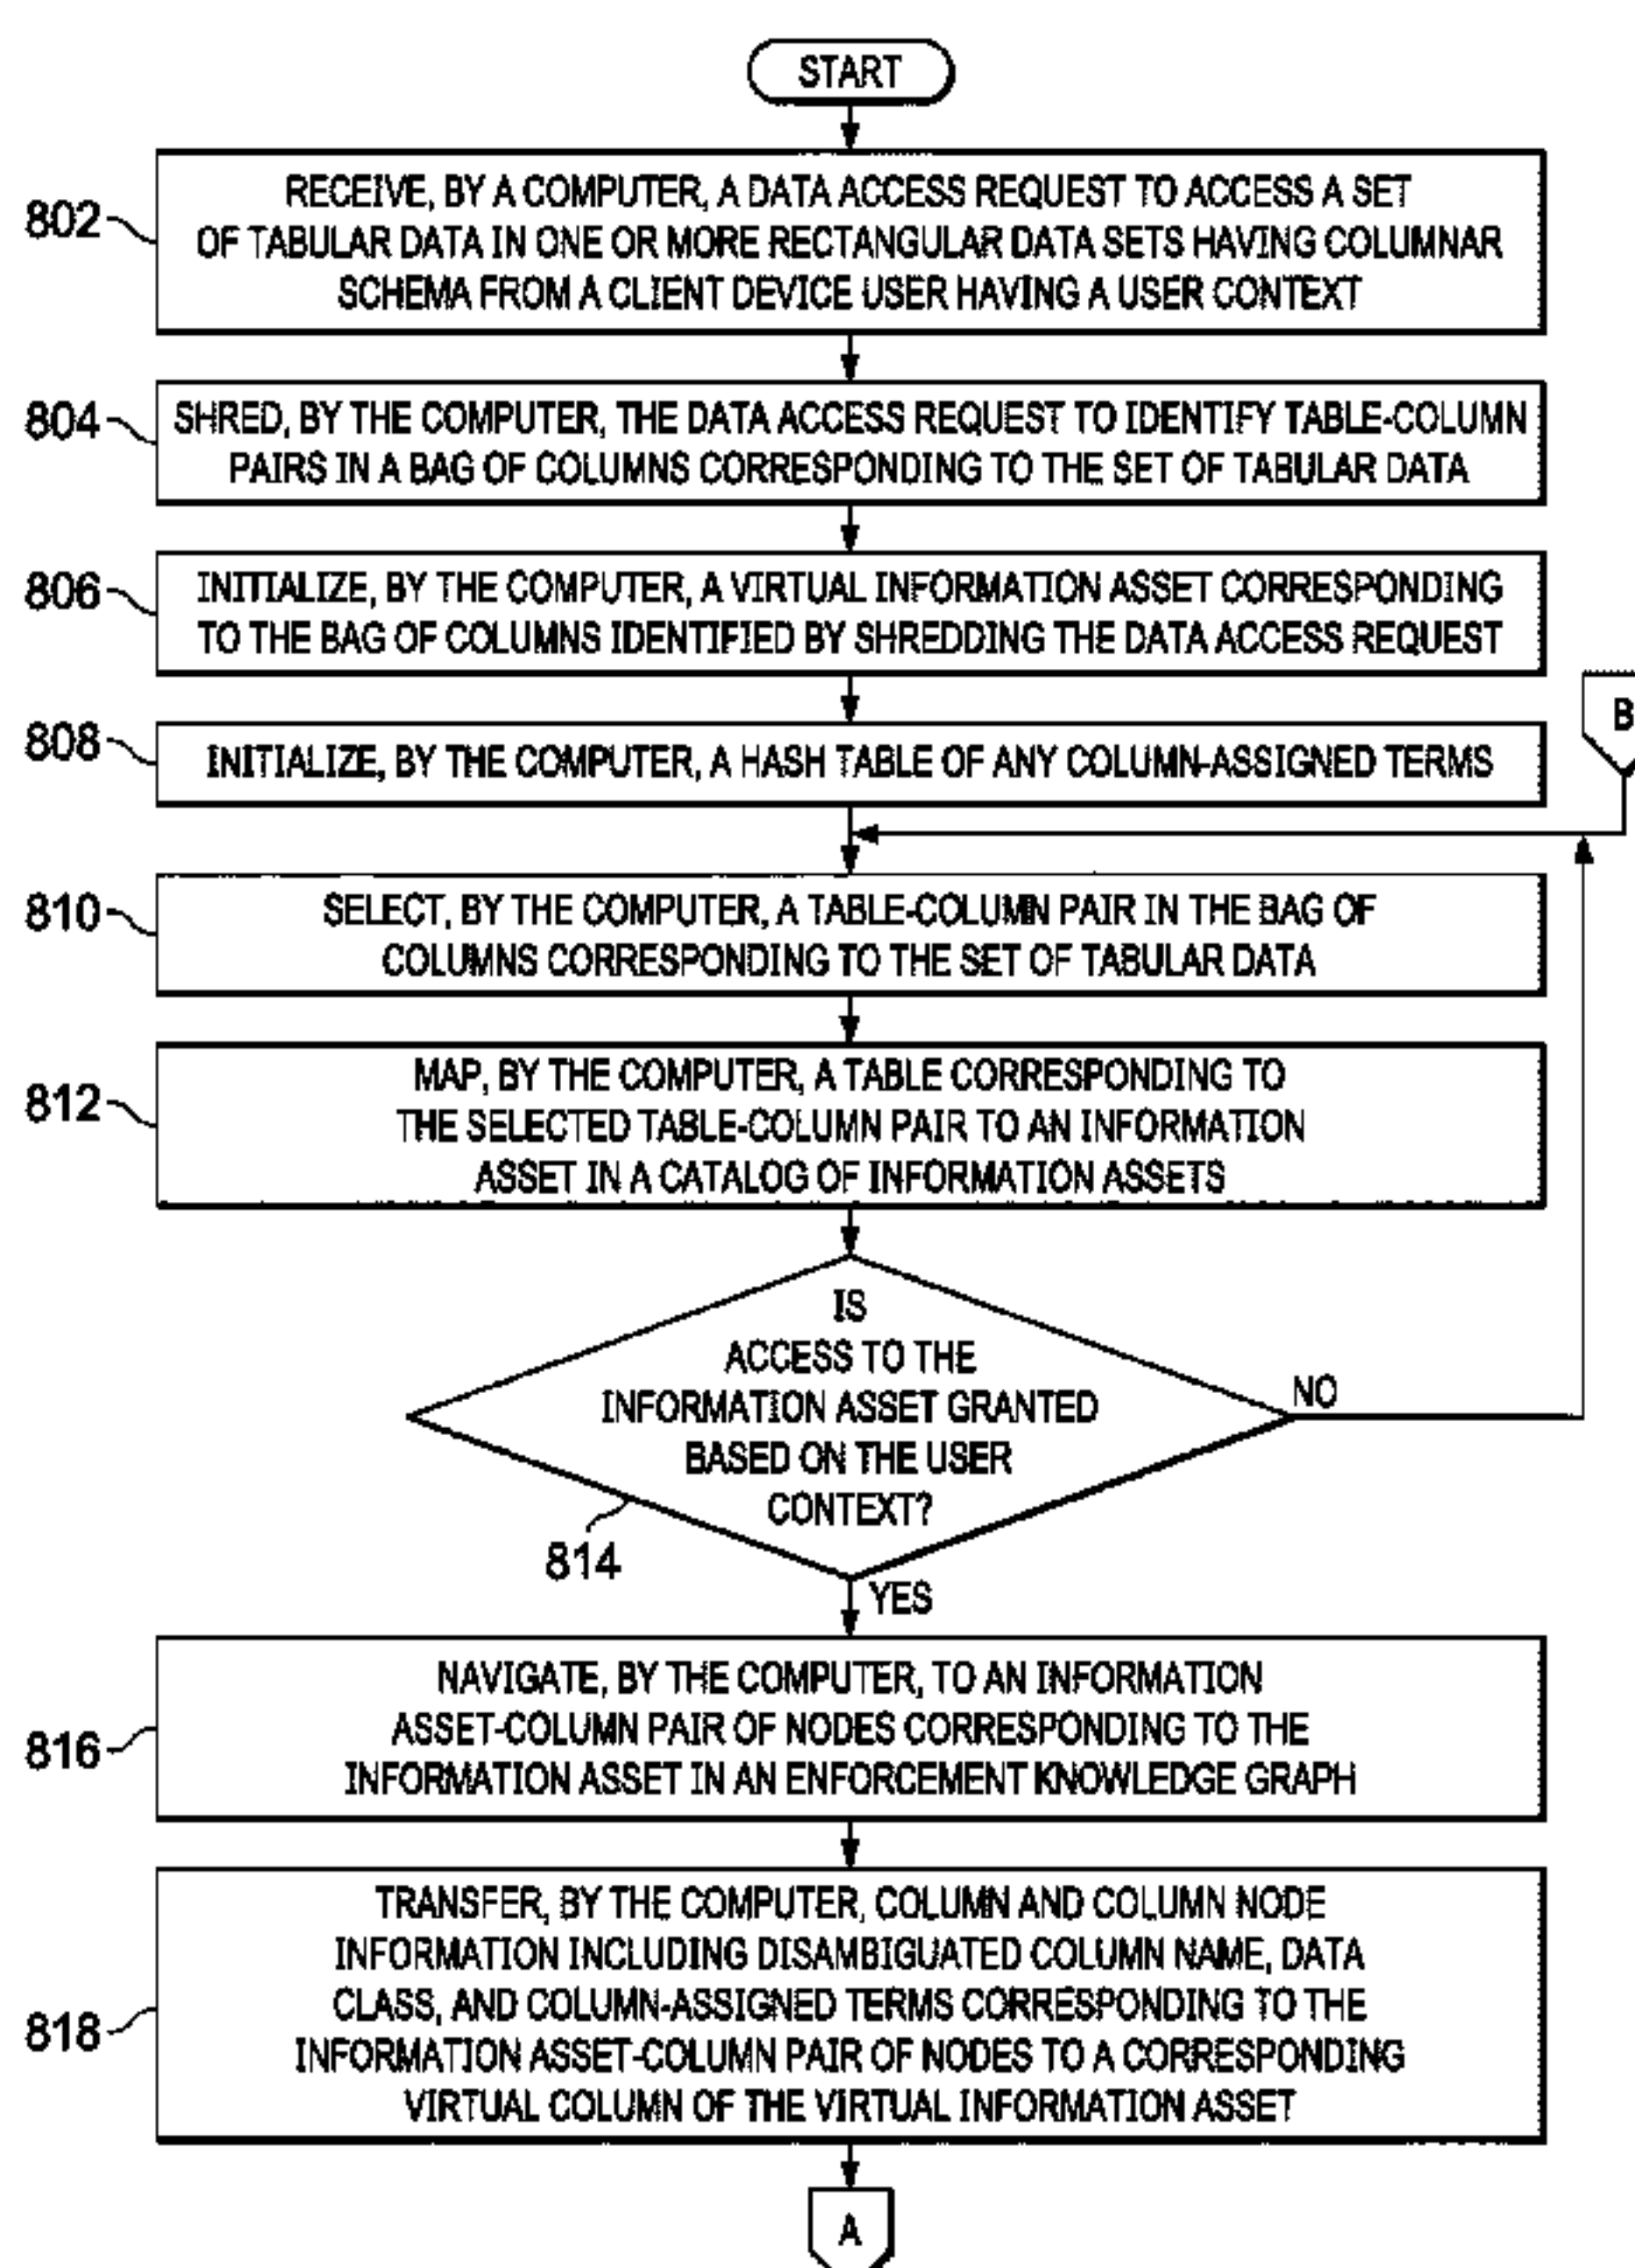 START
802
RECEIVE, BY A COMPUTER, A DATA ACCESS REQUEST TO ACCESS A SET
OF TABULAR DATA IN ONE OR MORE RECTANGULAR DATA SETS HAVING COLUMNAR
SCHEMA FROM A CLIENT DEVICE USER HAVING A USER CONTEXT
804
SHRED, BY THE COMPUTER, THE DATA ACCESS REQUEST TO IDENTIFY TABLE-COLUMN
PAIRS IN A BAG OF COLUMNS CORRESPONDING TO THE SET OF TABULAR DATA
806
INITIALIZE, BY THE COMPUTER, A VIRTUAL INFORMATION ASSET CORRESPONDING
TO THE BAG OF COLUMNS IDENTIFIED BY SHREDDING THE DATA ACCESS REQUEST
B
808
INITIALIZE, BY THE COMPUTER, A HASH TABLE OF ANY COLUMN-ASSIGNED TERMS
810
SELECT, BY THE COMPUTER, A TABLE-COLUMN PAIR IN THE BAG OF
COLUMNS CORRESPONDING TO THE SET OF TABULAR DATA
812
MAP, BY THE COMPUTER, A TABLE CORRESPONDING TO
THE SELECTED TABLE-COLUMN PAIR TO AN INFORMATION
ASSET IN A CATALOG OF INFORMATION ASSETS
IS
ACCESS TO THE
INFORMATION ASSET GRANTED
BASED ON THE USER
CONTEXT?
NO
814
YES
816
NAVIGATE, BY THE COMPUTER, TO AN INFORMATION
ASSET-COLUMN PAIR OF NODES CORRESPONDING TO THE
INFORMATION ASSET IN AN ENFORCEMENT KNOWLEDGE GRAPH
818
TRANSFER, BY THE COMPUTER, COLUMN AND COLUMN NODE
INFORMATION INCLUDING DISAMBIGUATED COLUMN NAME, DATA
CLASS, AND COLUMN-ASSIGNED TERMS CORRESPONDING TO THE
INFORMATION ASSET-COLUMN PAIR OF NODES TO A CORRESPONDING
VIRTUAL COLUMN OF THE VIRTUAL INFORMATION ASSET
A